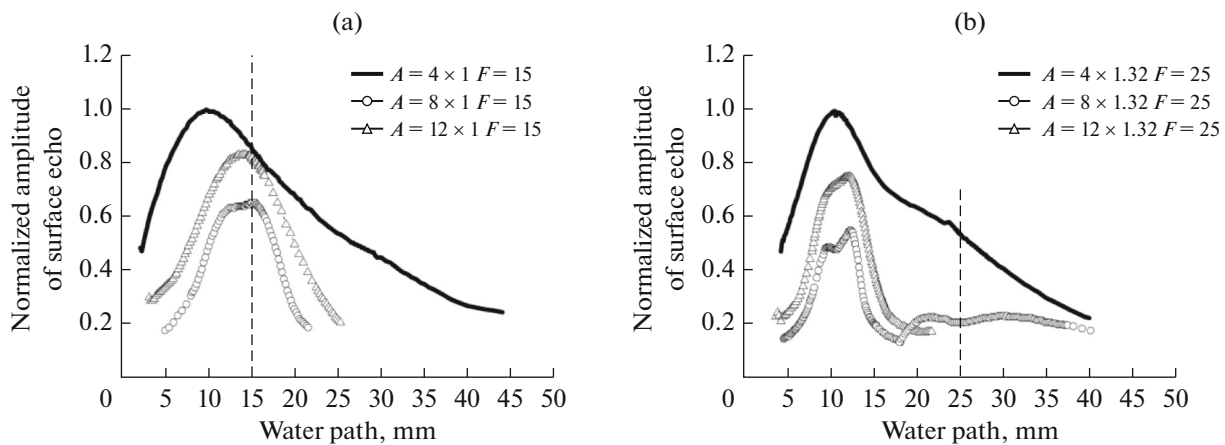 (a)
1.2
1.0
0.8
0.6
0.4
0.2
0
5
10
15
20
25
30
35
40
45
50
Normalized amplitude
of surface echo
Water path, mm
A = 4 × 1 F = 15
A = 8 × 1 F = 15
A = 12 × 1 F = 15
(b)
1.2
1.0
0.8
0.6
0.4
0.2
0
5
10
15
20
25
30
35
40
45
50
Normalized amplitude
of surface echo
Water path, mm
A = 4 × 1.32 F = 25
A = 8 × 1.32 F = 25
A = 12 × 1.32 F = 25